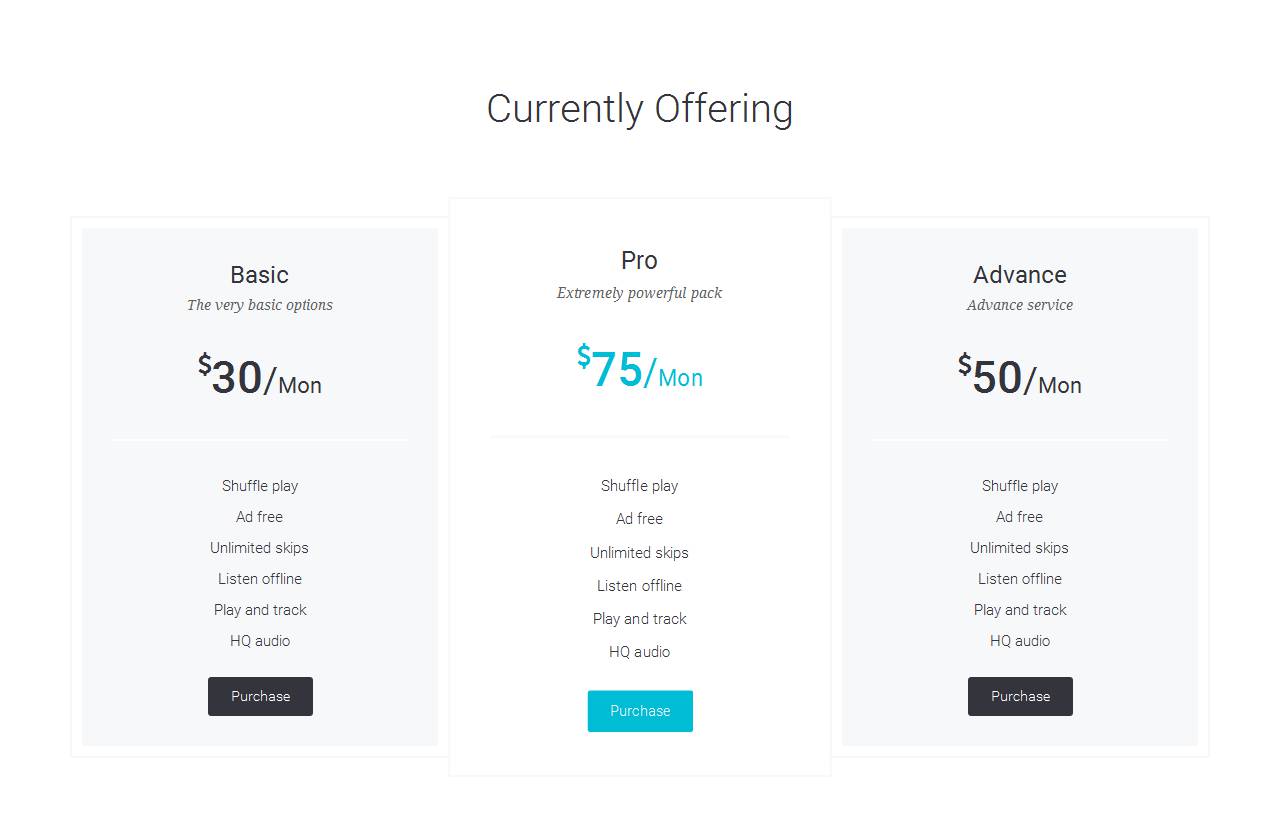 Currently Offering
Basic
The very basic options
$30/Mon
Shuffle play
Ad free
Unlimited skips
Listen offline
Play and track
HQ audio
Purchase
Pro
Extremely powerful pack
$75/Mon
Shuffle play
Ad free
Unlimited skips
Listen offline
Play and track
HQ audio
Purchase
Advance
Advance service
$50/Mon
Shuffle play
Ad free
Unlimited skips
Listen offline
Play and track
HQ audio
Purchase